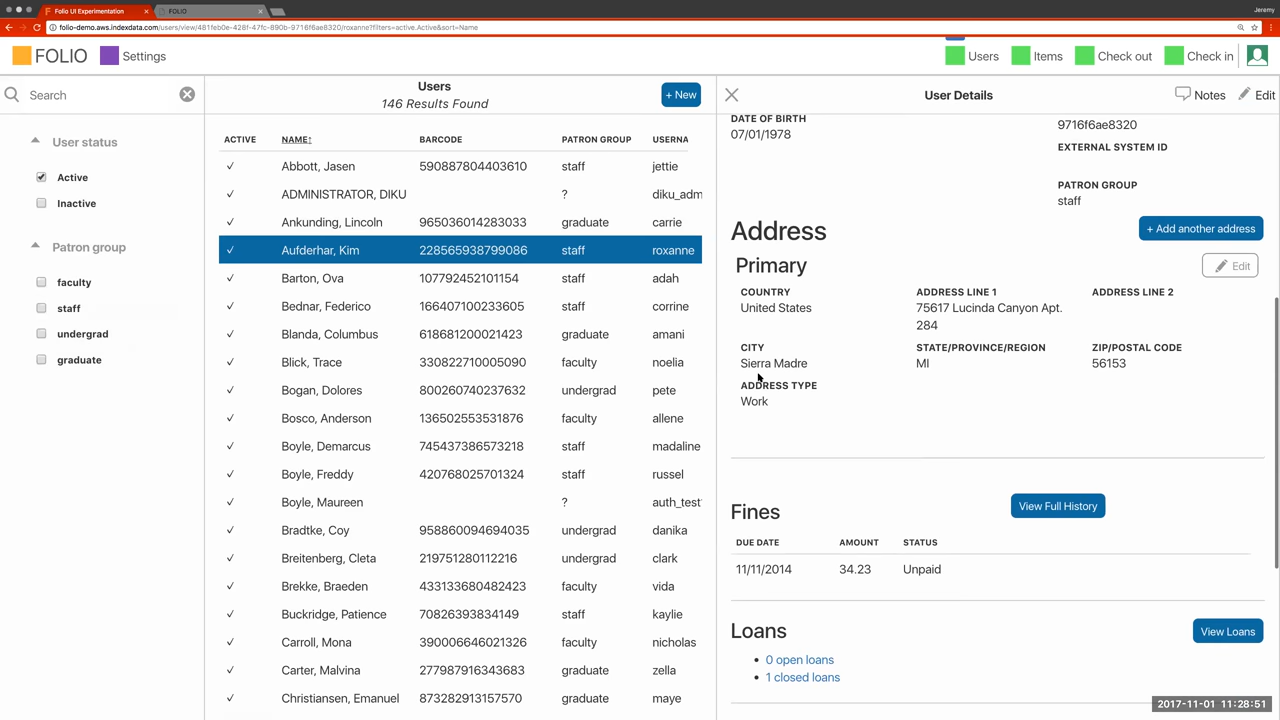 Jeremy
Folio UI Experimentation
FOLIO
folio-demo.aws.indexdata.com/users/view/481feb0e-428f-47fc-890b-9716f6ae8320/roxanne?filters=active.Active&sort=Name
FOLIO Settings Users Items Check out Check in
Search
Users
146 Results Found
+ New
User Details
Notes Edit
User status
Active
Inactive
Patron group
faculty
staff
undergrad
graduate
ACTIVE NAME↑ BARCODE PATRON GROUP USERNA
✓ Abbott, Jasen 590887804403610 staff jettie
✓ ADMINISTRATOR, DIKU ? diku_adm
✓ Ankunding, Lincoln 965036014283033 graduate carrie
✓ Aufderhar, Kim 228565938799086 staff roxanne
✓ Barton, Ova 107792452101154 staff adah
✓ Bednar, Federico 166407100233605 staff corrine
✓ Blanda, Columbus 618681200021423 graduate amani
✓ Blick, Trace 330822710005090 faculty noelia
✓ Bogan, Dolores 800260740237632 undergrad pete
✓ Bosco, Anderson 136502553531876 faculty allene
✓ Boyle, Demarcus 745437386573218 staff madaline
✓ Boyle, Freddy 420768025701324 staff russel
✓ Boyle, Maureen ? auth_test
✓ Bradtke, Coy 958860094694035 undergrad danika
✓ Breitenberg, Cleta 219751280112216 undergrad clark
✓ Brekke, Braeden 433133680482423 faculty vida
✓ Buckridge, Patience 70826393834149 staff kaylie
✓ Carroll, Mona 390006646021326 faculty nicholas
✓ Carter, Malvina 277987916343683 graduate zella
✓ Christiansen, Emanuel 873282913157570 graduate maye
DATE OF BIRTH
07/01/1978
9716f6ae8320
EXTERNAL SYSTEM ID
PATRON GROUP
staff
Address
+ Add another address
Primary
Edit
COUNTRY ADDRESS LINE 1 ADDRESS LINE 2
United States 75617 Lucinda Canyon Apt.
284
CITY STATE/PROVINCE/REGION ZIP/POSTAL CODE
Sierra Madre MI 56153
ADDRESS TYPE
Work
Fines
View Full History
DUE DATE AMOUNT STATUS
11/11/2014 34.23 Unpaid
Loans
View Loans
• 0 open loans
• 1 closed loans
2017-11-01 11:28:51